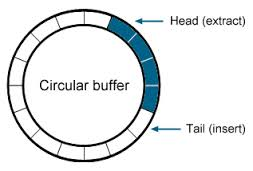 Head (extract)
Circular buffer
Tail (insert)